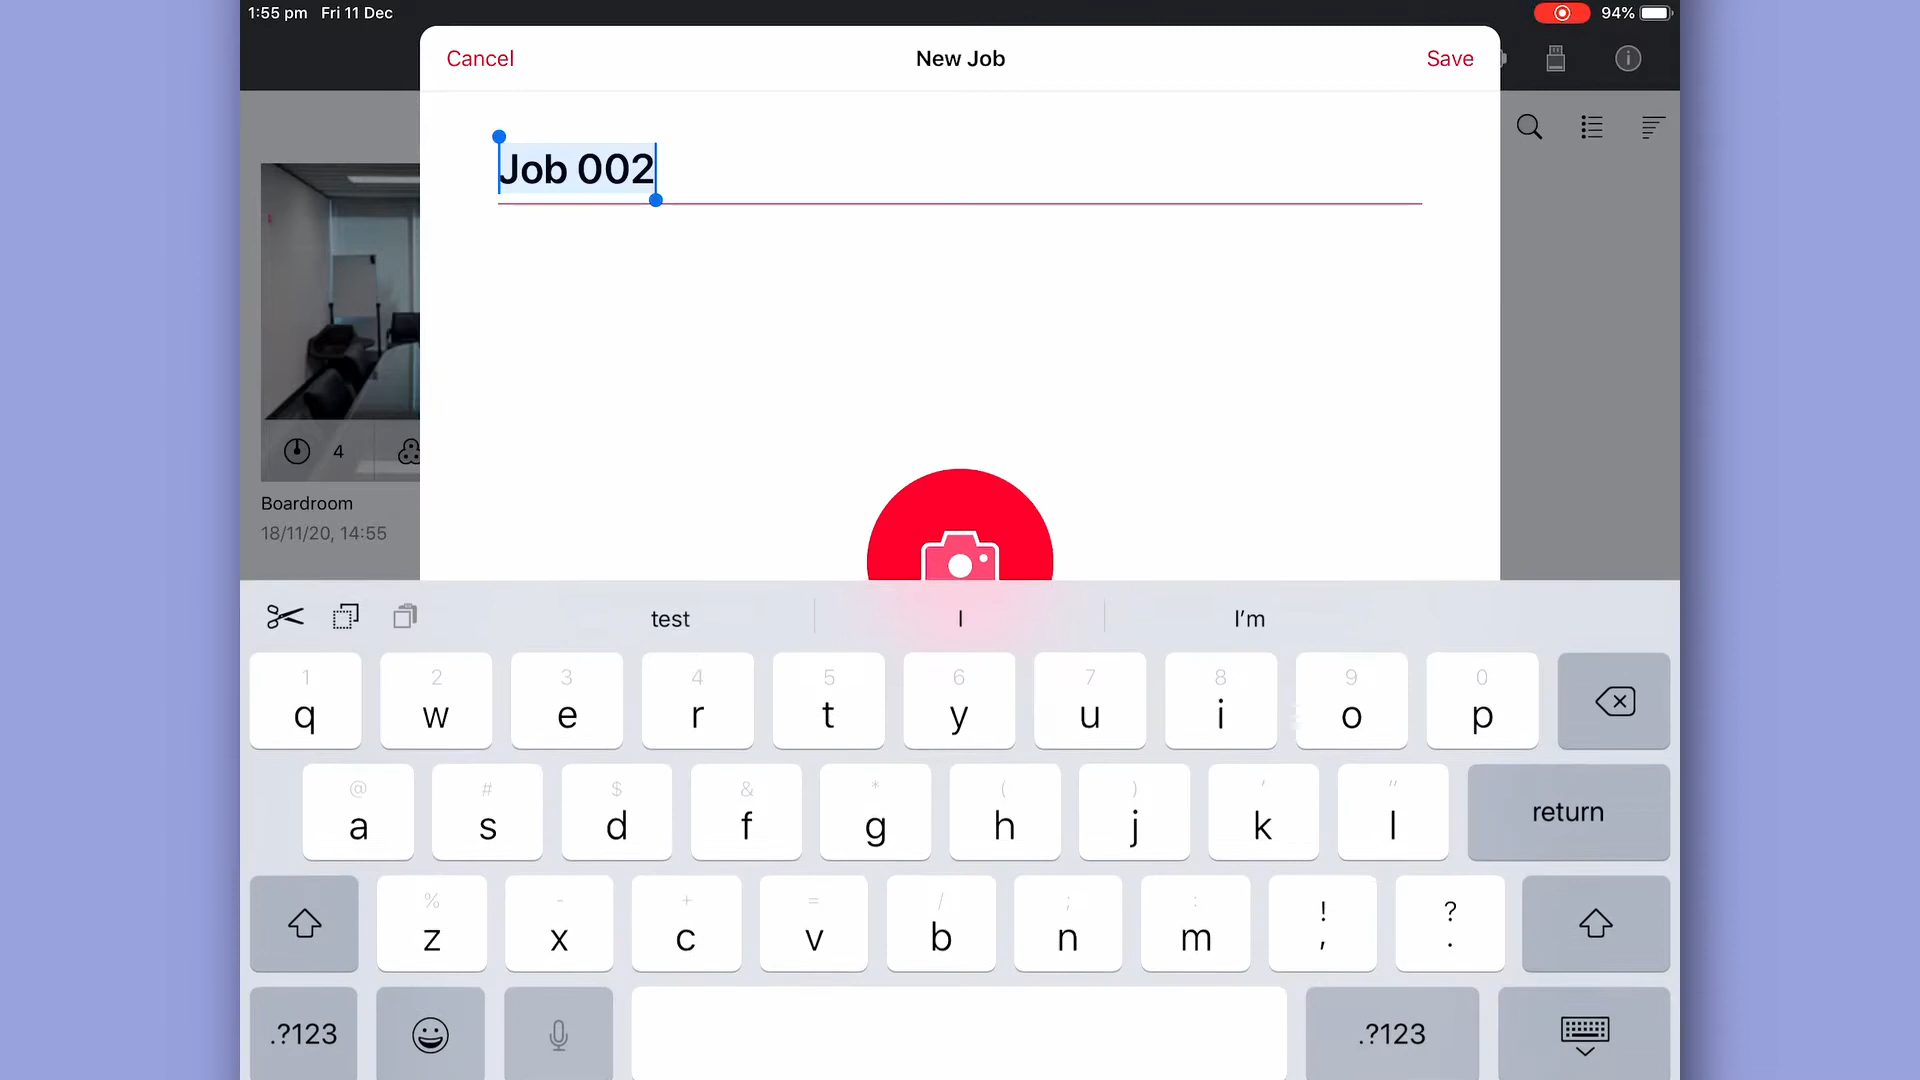 1:55 pm Fri 11 Dec
94%
Cancel
New Job
Save
Job 002
4
Boardroom
18/11/20, 14:55
test
I
I’m
1 2 3 4 5 6 7 8 9 0
q w e r t y u i o p
@ # $ & * ( ) ' "
a s d f g h j k l
return
% - + = / ; : ! ?
z x c v b n m , .
.?123
.?123